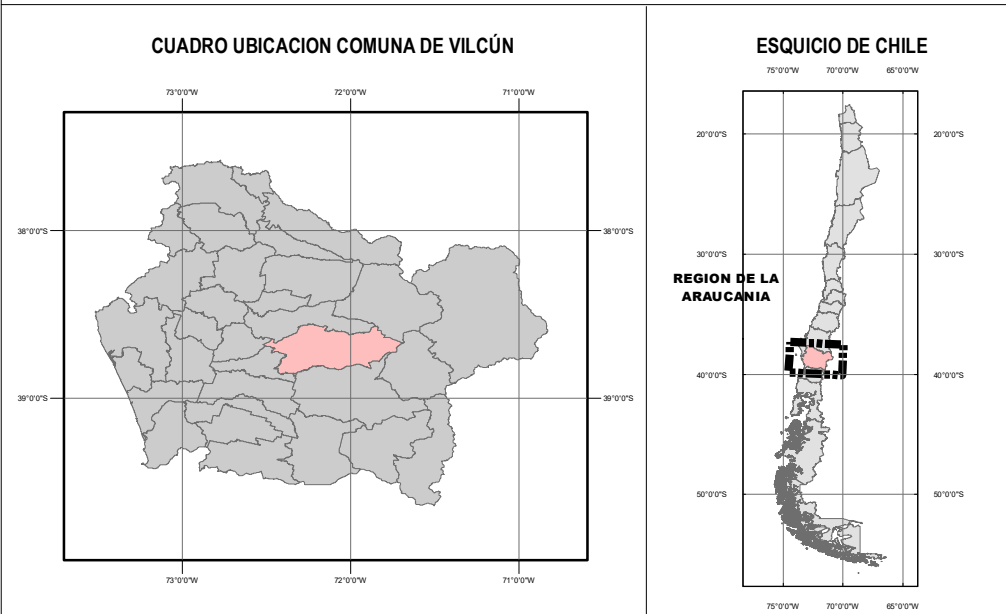 CUADRO UBICACION COMUNA DE VILCÚN
73°0'0"W 72°0'0"W 71°0'0"W
38°0'0"S 38°0'0"S
39°0'0"S 39°0'0"S
73°0'0"W 72°0'0"W 71°0'0"W
ESQUICIO DE CHILE
75°0'0"W 70°0'0"W 65°0'0"W
20°0'0"S 20°0'0"S
30°0'0"S 30°0'0"S
REGION DE LA
ARAUCANIA
40°0'0"S 40°0'0"S
50°0'0"S 50°0'0"S
75°0'0"W 70°0'0"W 65°0'0"W